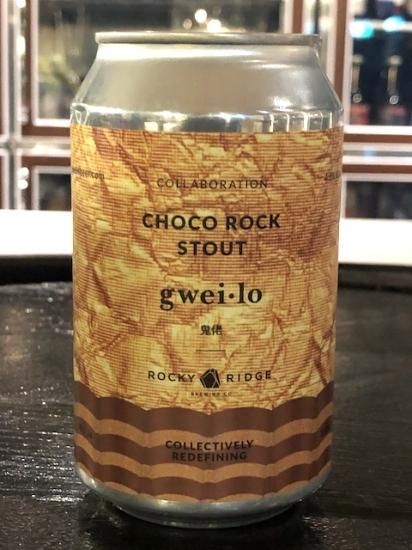 COLLABORATION
CHOCO ROCK
STOUT
gwei·lo
鬼佬
ROCKY RIDGE
BREWING CO
COLLECTIVELY
REDEFINING